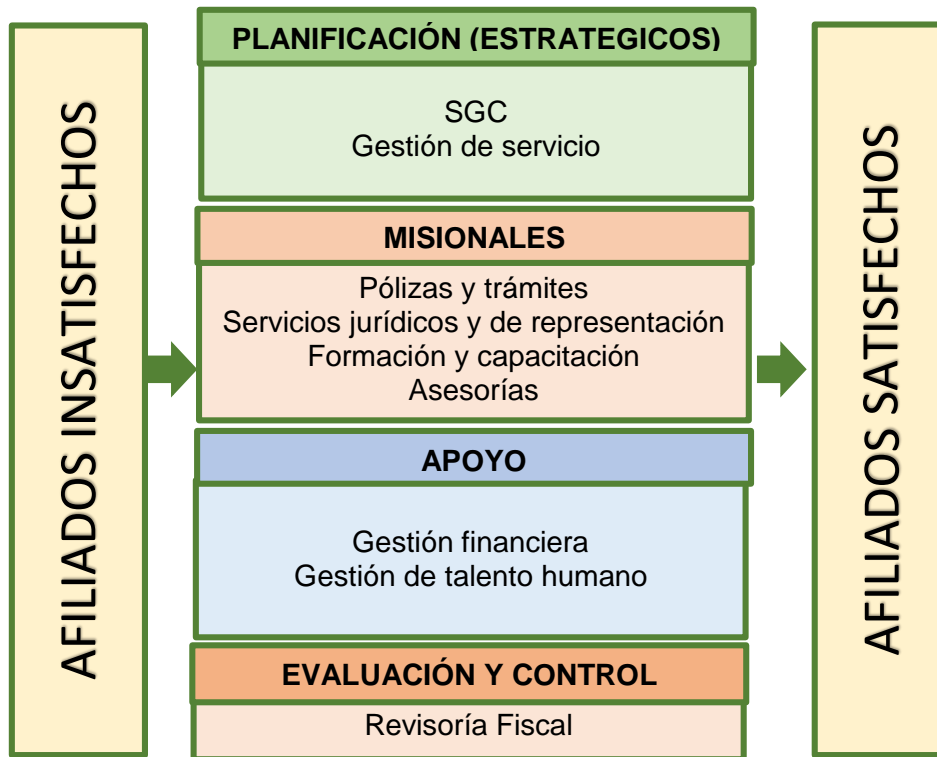 AFILIADOS INSATISFECHOS
PLANIFICACIÓN (ESTRATEGICOS)
SGC
Gestión de servicio
MISIONALES
Pólizas y trámites
Servicios jurídicos y de representación
Formación y capacitación
Asesorías
APOYO
Gestión financiera
Gestión de talento humano
EVALUACIÓN Y CONTROL
Revisoría Fiscal
AFILIADOS SATISFECHOS